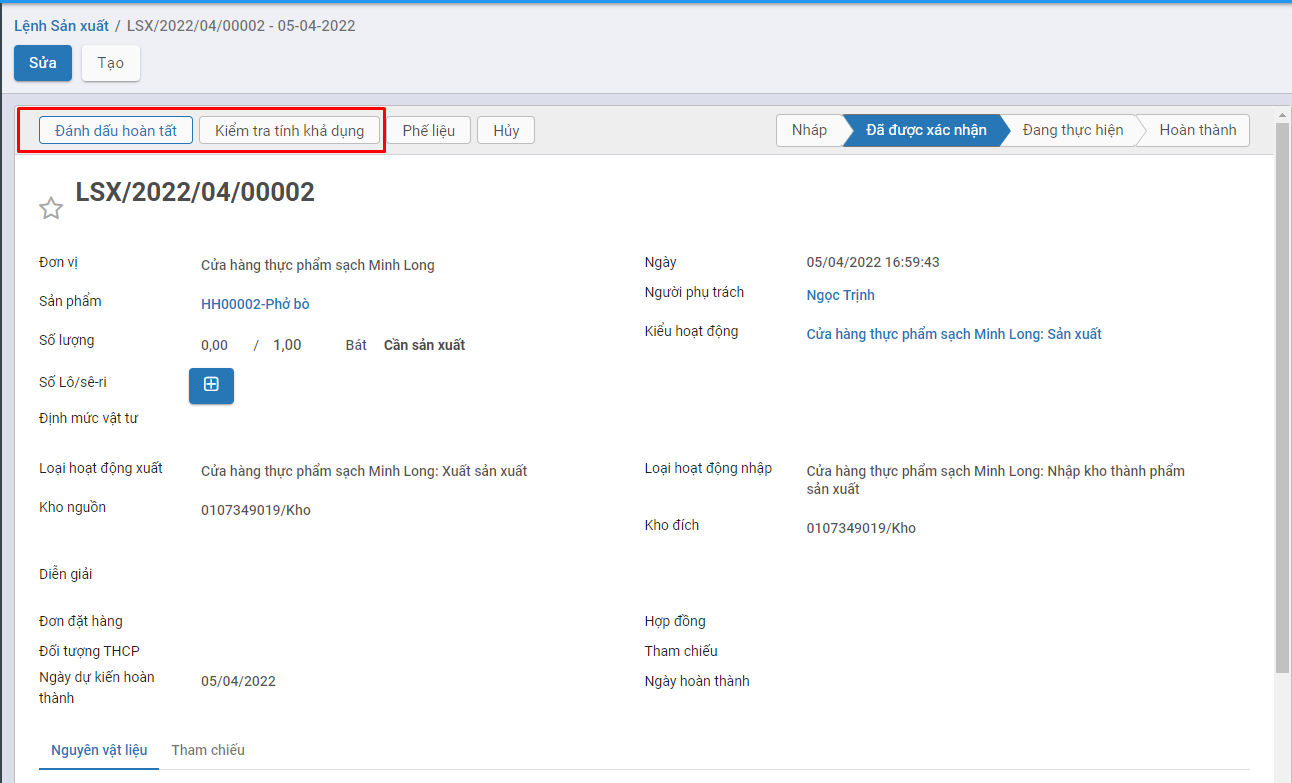 Lệnh Sản xuất / LSX/2022/04/00002 - 05-04-2022
Sửa Tạo
Đánh dấu hoàn tất Kiểm tra tính khả dụng Phế liệu Hủy Nháp Đã được xác nhận Đang thực hiện Hoàn thành
LSX/2022/04/00002
Đơn vị Cửa hàng thực phẩm sạch Minh Long Ngày 05/04/2022 16:59:43
Sản phẩm HH00002-Phở bò Người phụ trách Ngọc Trịnh
Số lượng 0,00 / 1,00 Bát Cần sản xuất Kiểu hoạt động Cửa hàng thực phẩm sạch Minh Long: Sản xuất
Số Lô/sê-ri
Định mức vật tư
Loại hoạt động xuất Cửa hàng thực phẩm sạch Minh Long: Xuất sản xuất Loại hoạt động nhập Cửa hàng thực phẩm sạch Minh Long: Nhập kho thành phẩm
sản xuất
Kho nguồn 0107349019/Kho
Kho đích 0107349019/Kho
Diễn giải
Đơn đặt hàng Hợp đồng
Đối tượng THCP Tham chiếu
Ngày dự kiến hoàn
thành 05/04/2022 Ngày hoàn thành
Nguyên vật liệu Tham chiếu